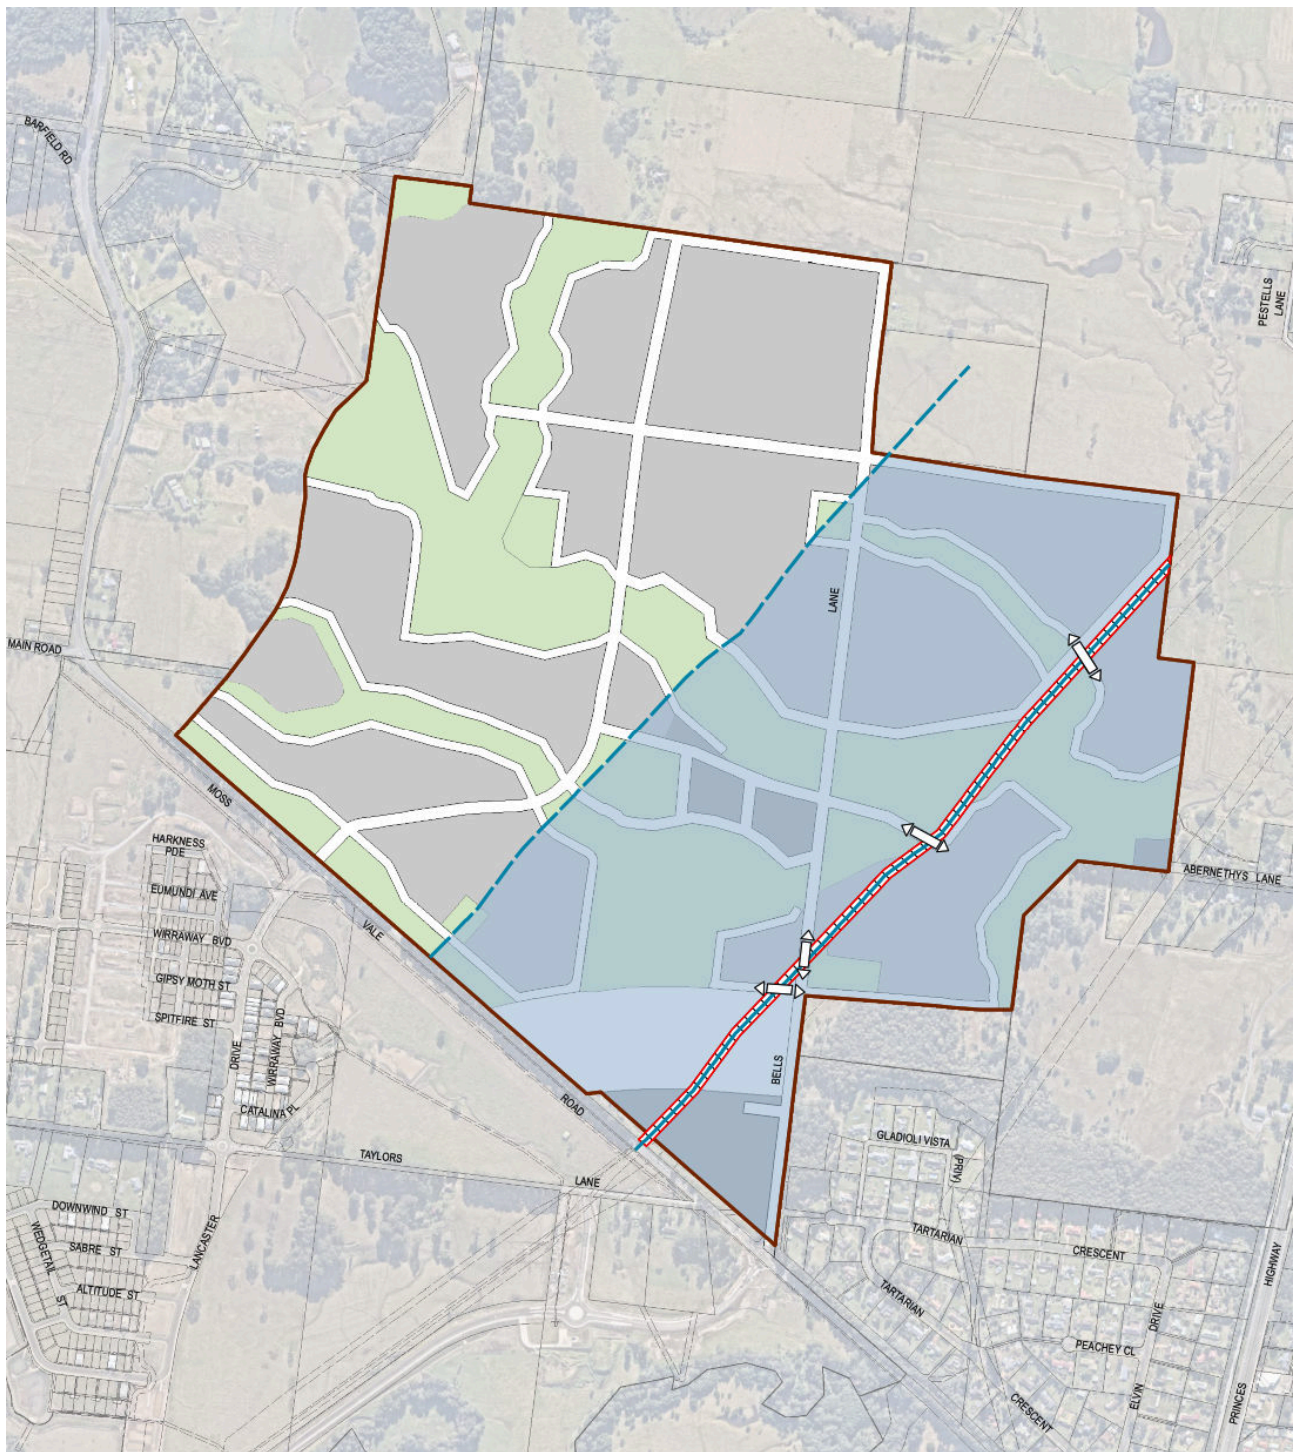 BARFIELD RD
PESTELLS
LANE
LANE
MAIN ROAD
MOSS
HARKNESS
PDE
EUMUNDI AVE
ABERNETHYS LANE
VALE
WIRRAWAY BVD
GIPSY MOTH ST
SPITFIRE ST
DRIVE
WIRRAWAY BVD
BELLS
CATALINA PL
ROAD
GLADIOLI VISTA
(PRIV)
TAYLORS
LANE
DOWNWIND ST
WEDGETAIL
ST
SABRE ST
LANCASTER
ALTITUDE ST
TARTARIAN
CRESCENT
HIGHWAY
TARTARIAN
DRIVE
PEACHEY CL
ELVIN
CRESCENT
PRINCES